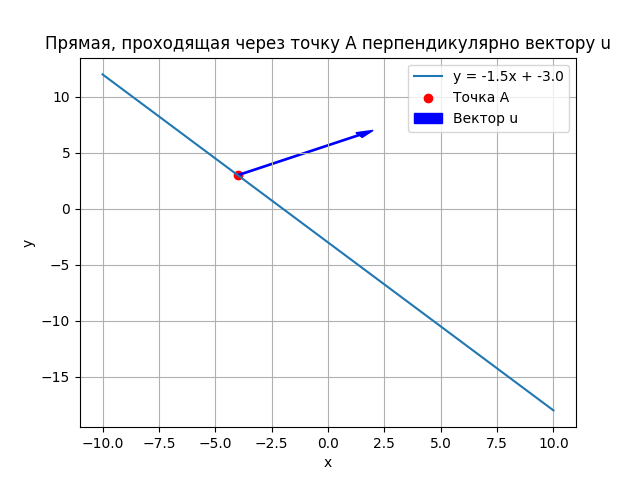 Прямая, проходящая через точку A перпендикулярно вектору u
y = -1.5x + -3.0
Точка A
Вектор u
10
5
0
−5
−10
−15
y
−10.0 −7.5 −5.0 −2.5 0.0 2.5 5.0 7.5 10.0
x